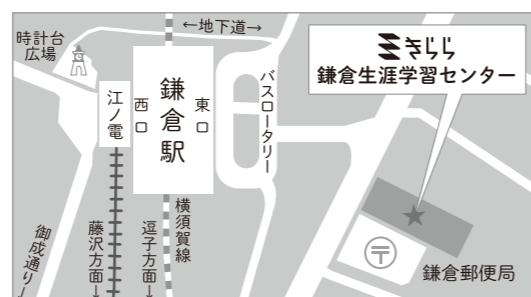 ←地下道→
時計台
広場
きらら
鎌倉生涯学習センター
江ノ電
西口
鎌倉駅
東口
バスロータリー
御成通り
藤沢方面→
逗子方面→
横須賀線
〒
鎌倉郵便局